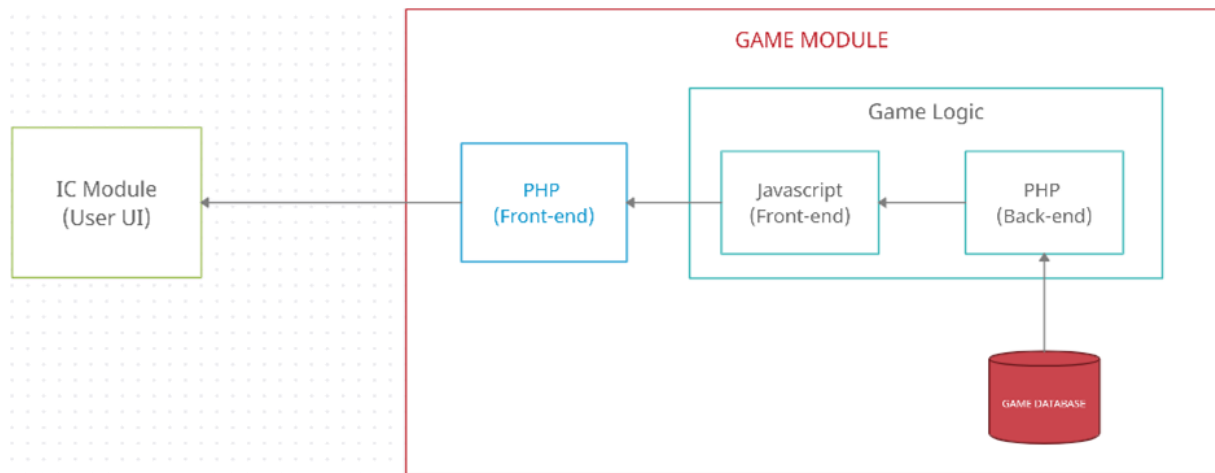 GAME MODULE
Game Logic
IC Module
(User UI)
PHP
(Front-end)
Javascript
(Front-end)
PHP
(Back-end)
GAME DATABASE